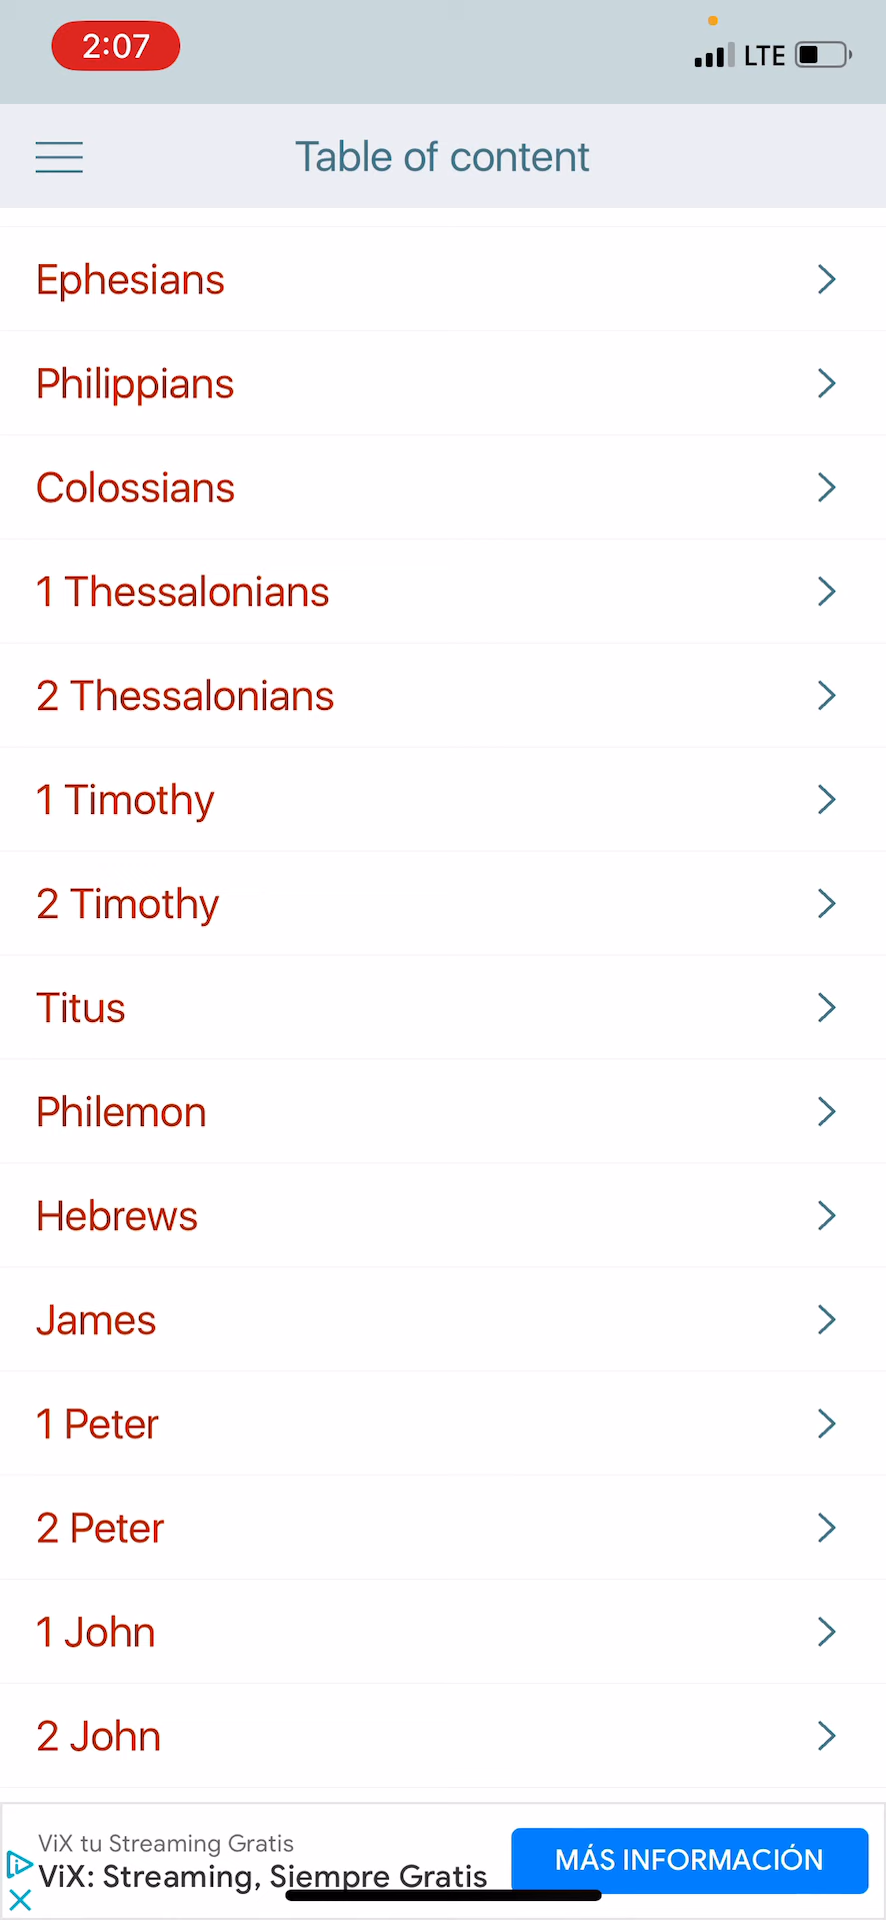 2:07
LTE
Table of content
Ephesians
Philippians
Colossians
1 Thessalonians
2 Thessalonians
1 Timothy
2 Timothy
Titus
Philemon
Hebrews
James
1 Peter
2 Peter
1 John
2 John
ViX tu Streaming Gratis
ViX: Streaming, Siempre Gratis
MÁS INFORMACIÓN